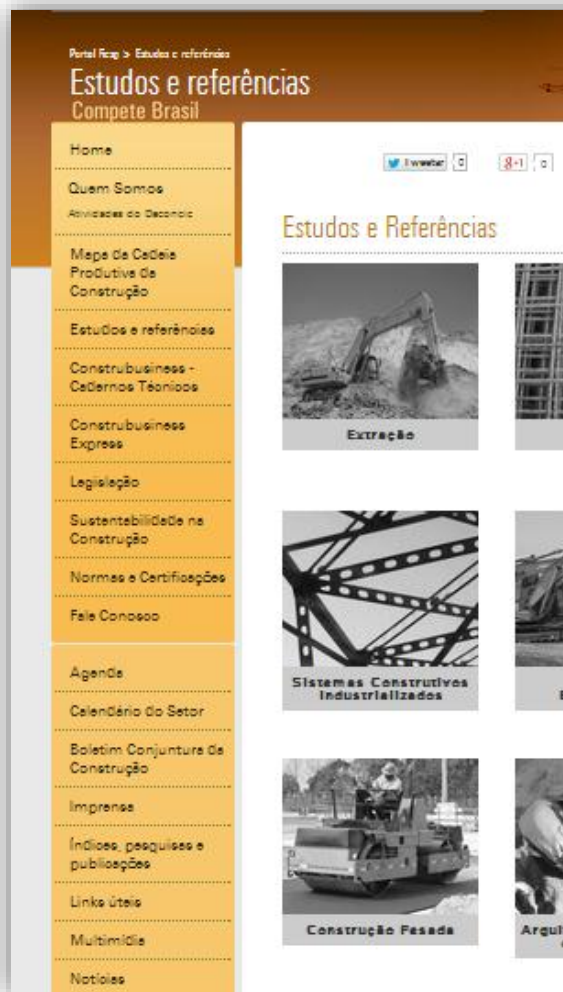 Portal Fiesp > Estudos e referências
Estudos e referências
Compete Brasil
Home
Quem Somos
Atividades do Deconcic
Mapa da Cadeia
Produtiva da
Construção
Estudos e referências
Construbusiness -
Cadernos Técnicos
Construbusiness
Express
Legislação
Sustentabilidade na
Construção
Normas e Certificações
Fale Conosco
Agenda
Calendário do Setor
Boletim Conjuntura da
Construção
Imprensa
Índices, pesquisas e
publicações
Links úteis
Multimídia
Notícias
Tweetar 0
g+1 0
Estudos e Referências
Extração
Sistemas Construtivos
Industrializados
Construção Pesada